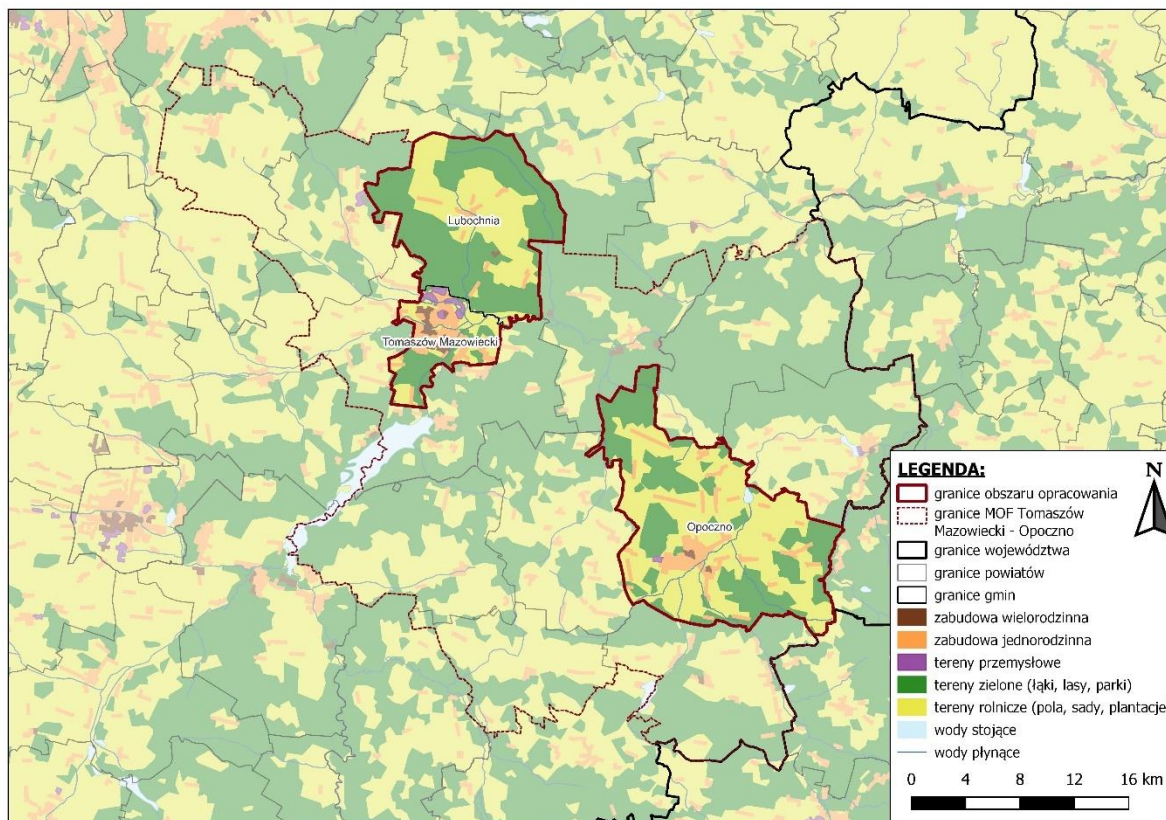 Lubochnia
Tomaszów Mazowiecki
Opoczno
LEGENDA:
N
granice obszaru opracowania
granice MOF Tomaszów
Mazowiecki - Opoczno
granice województwa
granice powiatów
granice gmin
zabudowa wielorodzinna
zabudowa jednorodzinna
tereny przemysłowe
tereny zielone (łąki, lasy, parki)
tereny rolnicze (pola, sady, plantacje
wody stojące
wody płynące
0 4 8 12 16 km